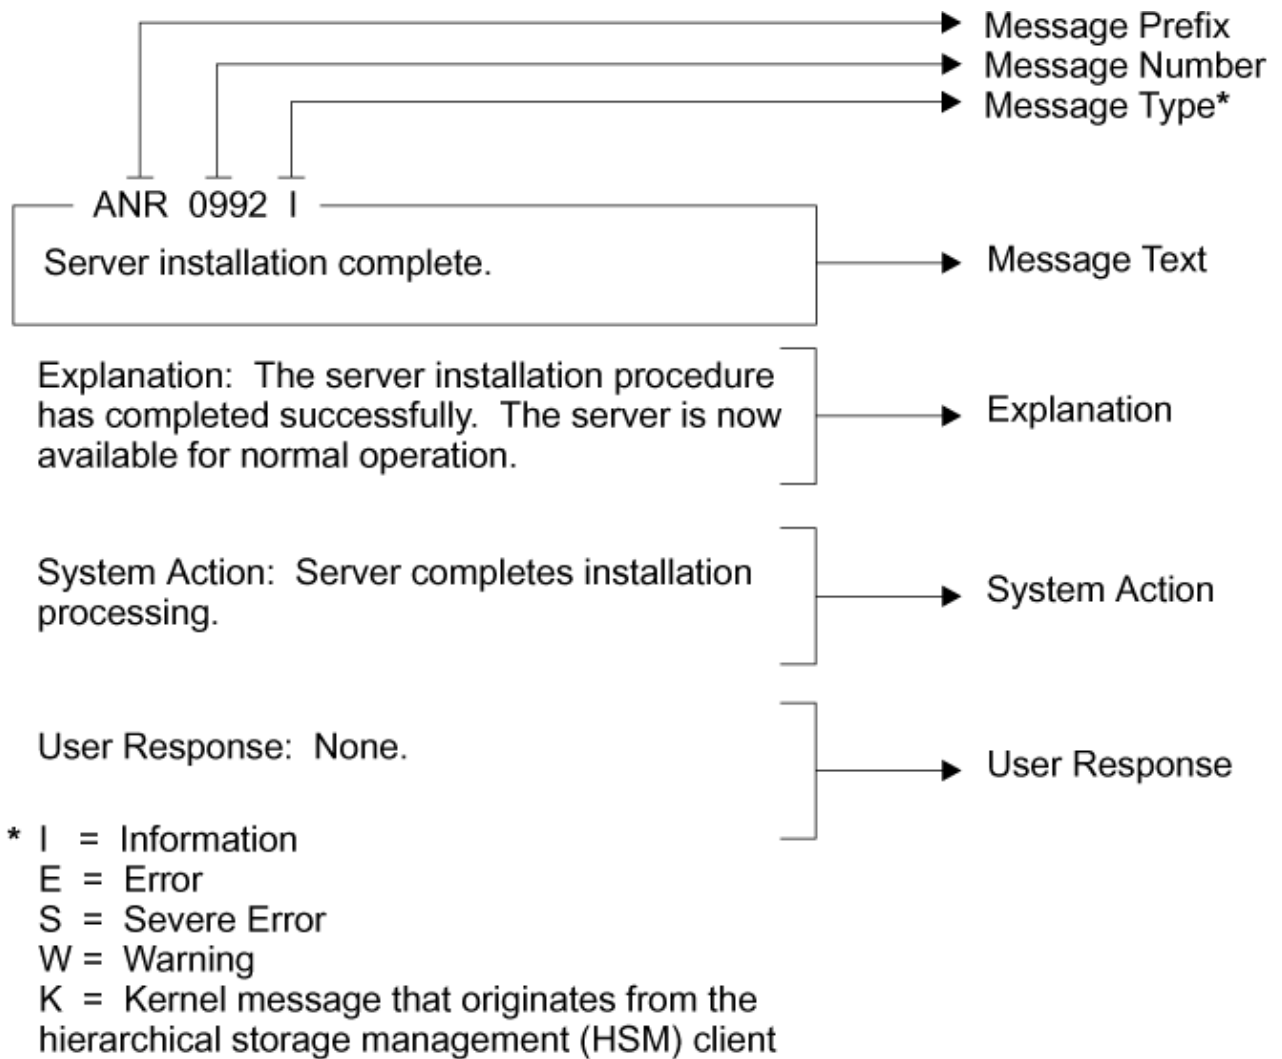 Message Prefix
Message Number
Message Type*
ANR 0992 I
Server installation complete.
Message Text
Explanation: The server installation procedure
has completed successfully. The server is now
available for normal operation.
Explanation
System Action: Server completes installation
processing.
System Action
User Response: None.
User Response
* I = Information
E = Error
S = Severe Error
W = Warning
K = Kernel message that originates from the
hierarchical storage management (HSM) client